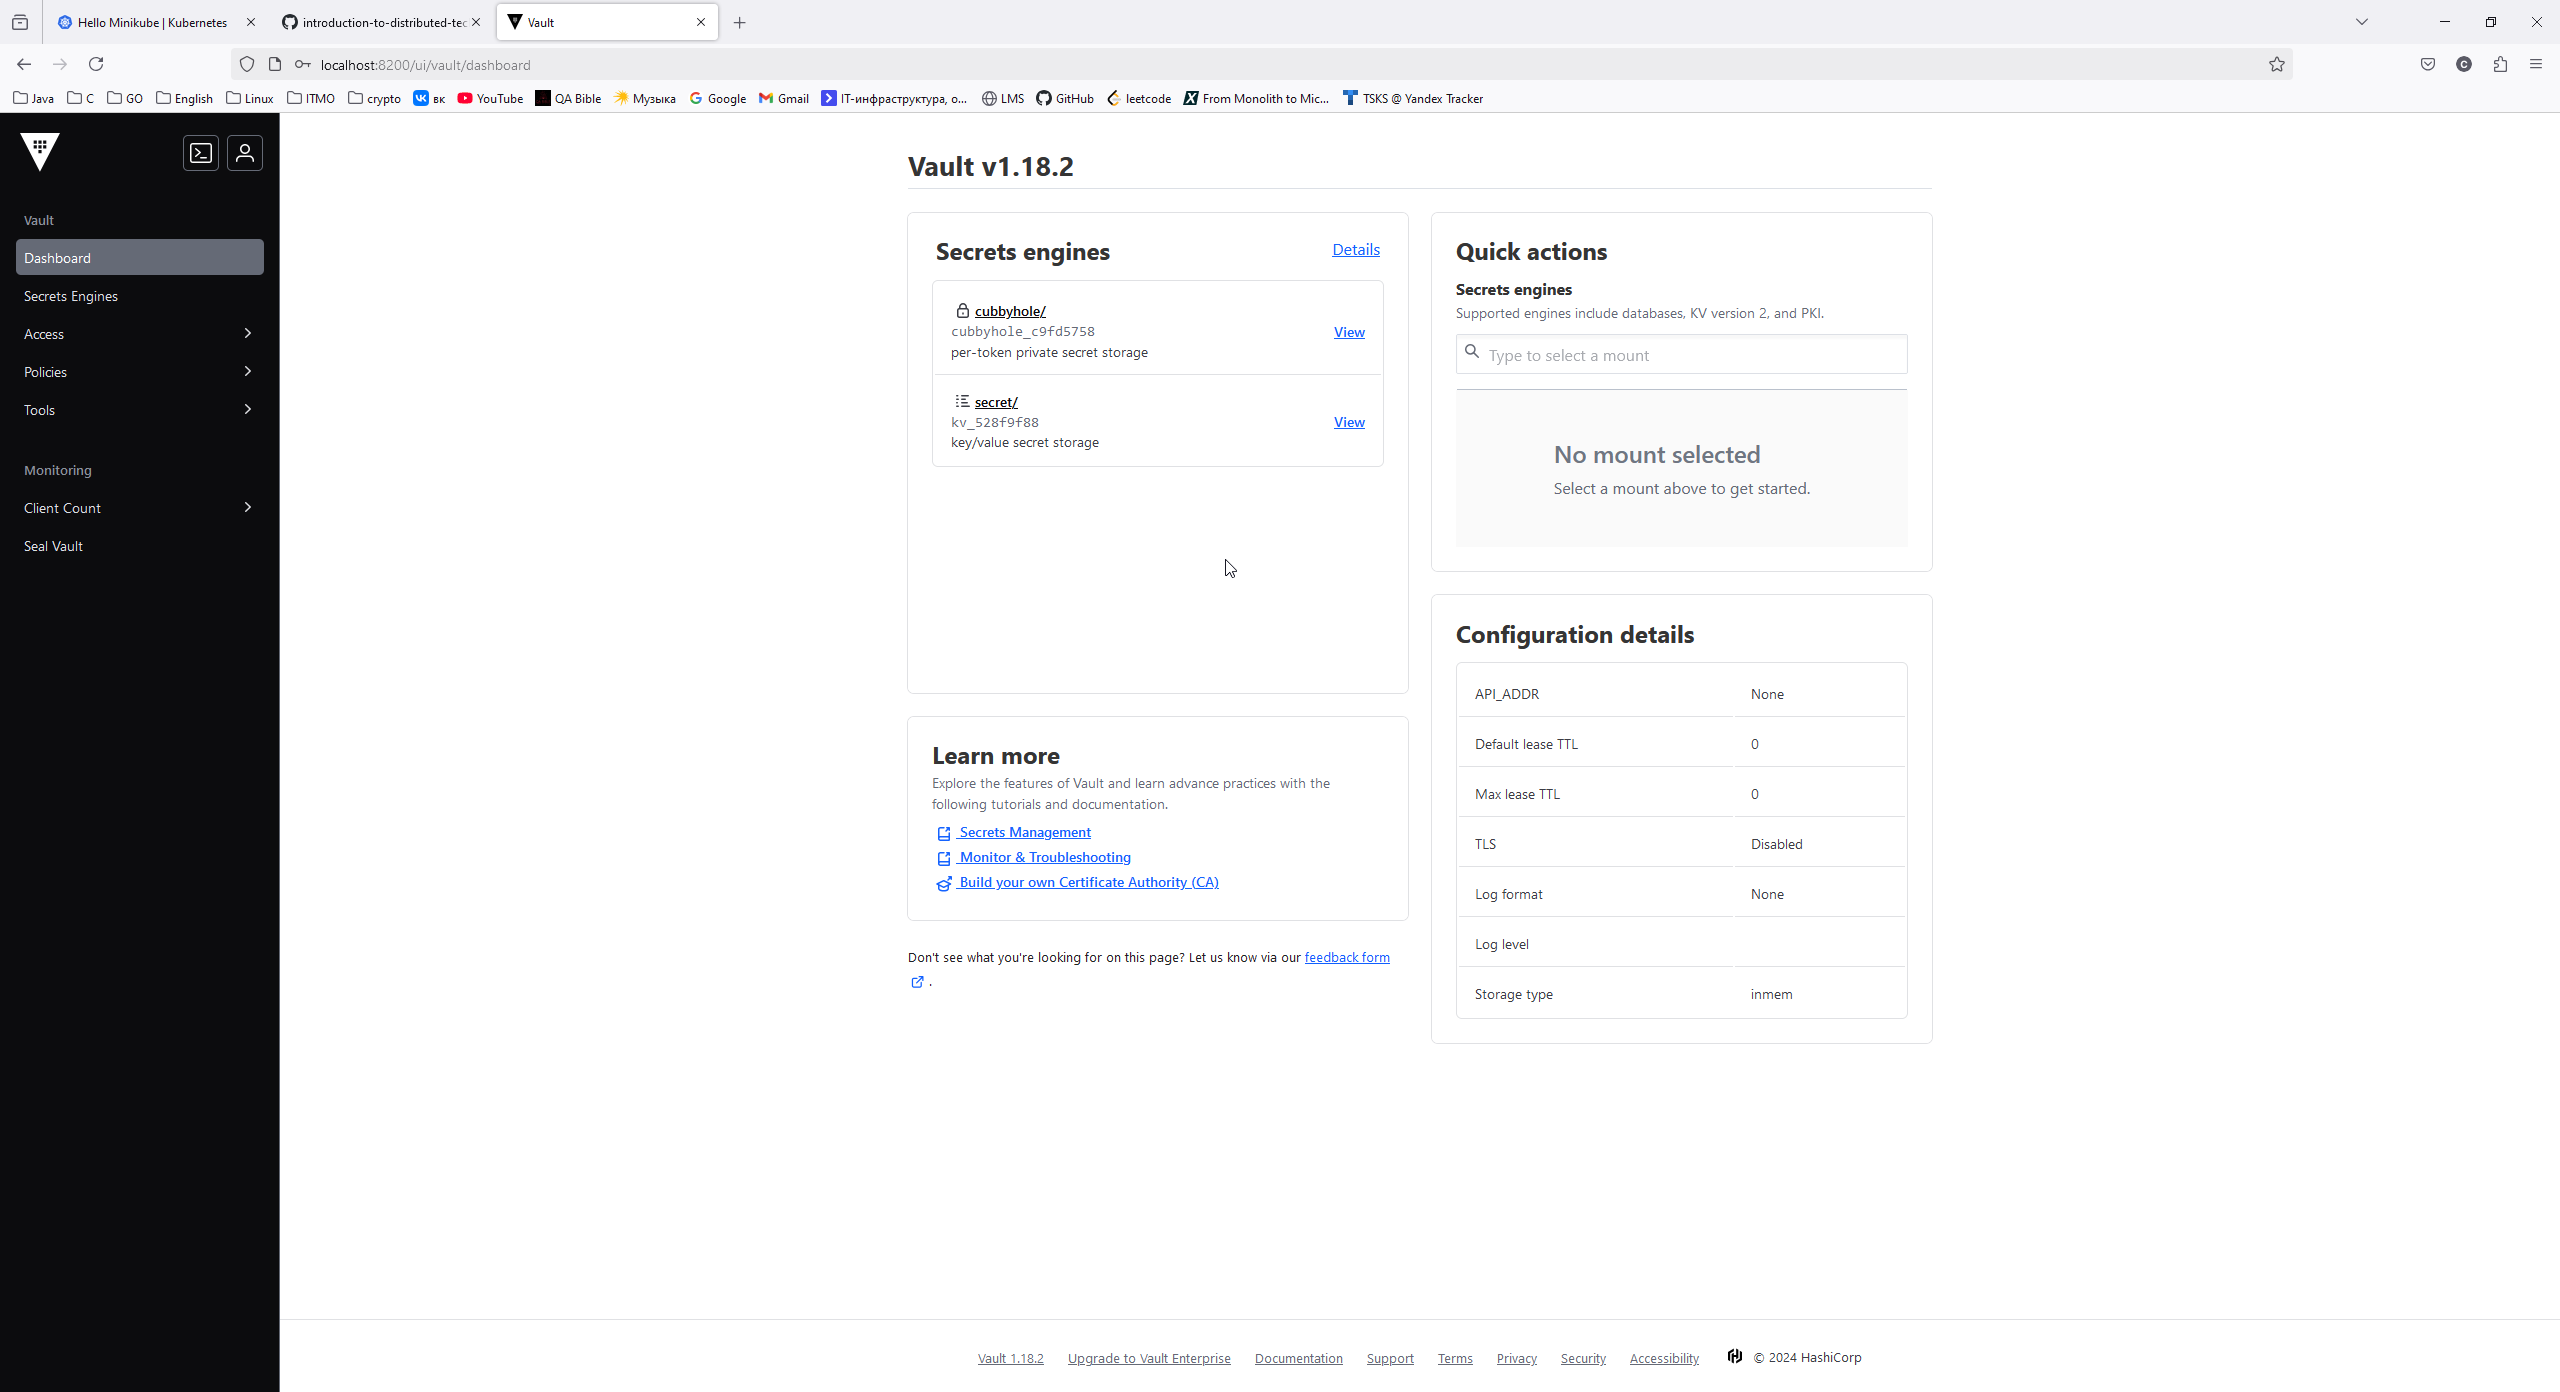 Hello Minikube | Kubernetes
introduction-to-distributed-tec
Vault
localhost:8200/ui/vault/dashboard
Java
C
GO
English
Linux
ITMO
crypto
вк
YouTube
QA Bible
Музыка
Google
Gmail
IT-инфраструктура, о...
LMS
GitHub
leetcode
From Monolith to Mic...
TSKS @ Yandex Tracker
Vault
Dashboard
Secrets Engines
Access
Policies
Tools
Monitoring
Client Count
Seal Vault
Vault v1.18.2
Secrets engines
Details
cubbyhole/
cubbyhole_c9fd5758
per-token private secret storage
View
secret/
kv_528f9f88
key/value secret storage
View
Learn more
Explore the features of Vault and learn advance practices with the
following tutorials and documentation.
Secrets Management
Monitor & Troubleshooting
Build your own Certificate Authority (CA)
Don't see what you're looking for on this page? Let us know via our feedback form
.
Quick actions
Secrets engines
Supported engines include databases, KV version 2, and PKI.
Type to select a mount
No mount selected
Select a mount above to get started.
Configuration details
API_ADDR None
Default lease TTL 0
Max lease TTL 0
TLS Disabled
Log format None
Log level
Storage type inmem
Vault 1.18.2 Upgrade to Vault Enterprise Documentation Support Terms Privacy Security Accessibility © 2024 HashiCorp